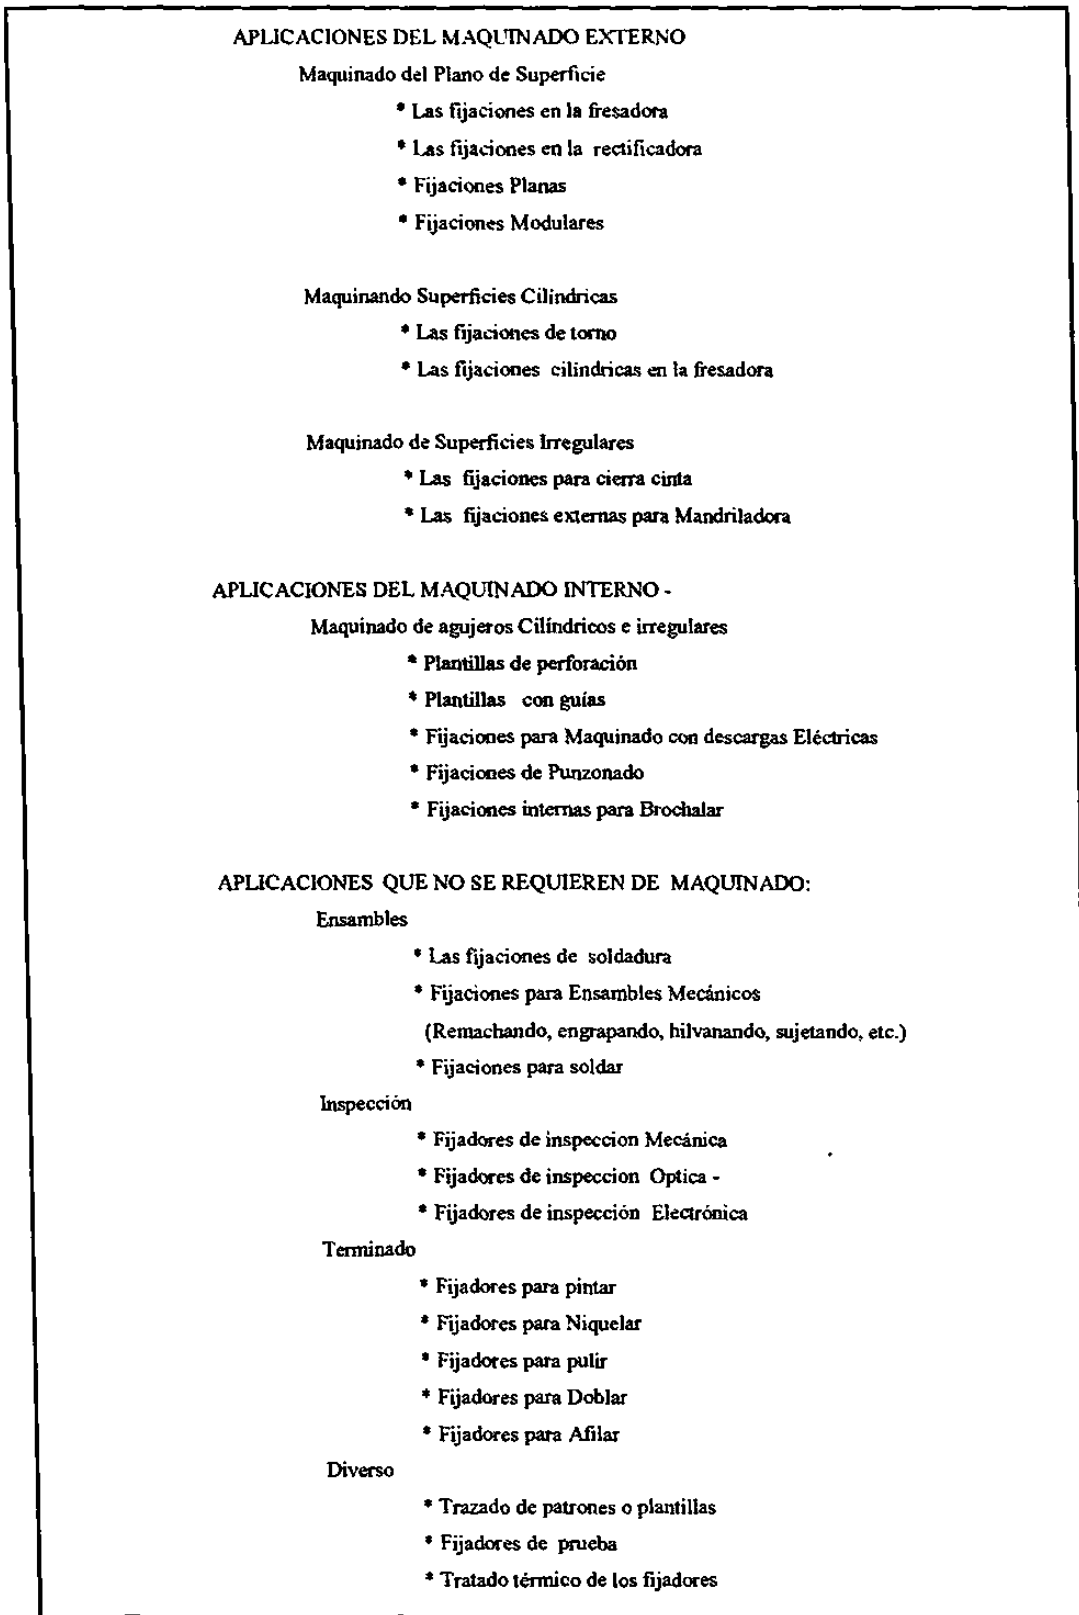 APLICACIONES DEL MAQUINADO EXTERNO
Maquinado del Plano de Superficie
* Las fijaciones en la fresadora
* Las fijaciones en la rectificadora
* Fijaciones Planas
* Fijaciones Modulares
Maquinando Superficies Cilindricas
* Las fijaciones de torno
* Las fijaciones cilindricas en la fresadora
Maquinado de Superficies Irregulares
* Las fijaciones para cierra cinta
* Las fijaciones externas para Mandriladora
APLICACIONES DEL MAQUINADO INTERNO -
Maquinado de agujeros Cilíndricos e irregulares
* Plantillas de perforación
* Plantillas con guías
* Fijaciones para Maquinado con descargas Eléctricas
* Fijaciones de Punzonado
* Fijaciones internas para Brochalar
APLICACIONES QUE NO SE REQUIEREN DE MAQUINADO:
Ensambles
* Las fijaciones de soldadura
* Fijaciones para Ensambles Mecánicos
(Remachando, engrapando, hilvanando, sujetando, etc.)
* Fijaciones para soldar
Inspección
* Fijadores de inspeccion Mecánica
* Fijadores de inspeccion Optica -
* Fijadores de inspección Electrónica
Terminado
* Fijadores para pintar
* Fijadores para Niquelar
* Fijadores para pulir
* Fijadores para Doblar
* Fijadores para Afilar
Diverso
* Trazado de patrones o plantillas
* Fijadores de prueba
* Tratado térmico de los fijadores